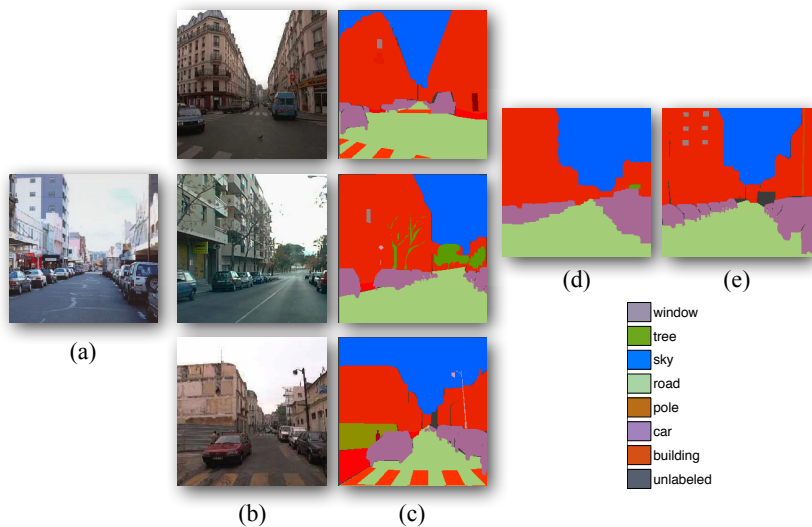 (a)
(b)
(c)
(d)
(e)
window
tree
sky
road
pole
car
building
unlabeled